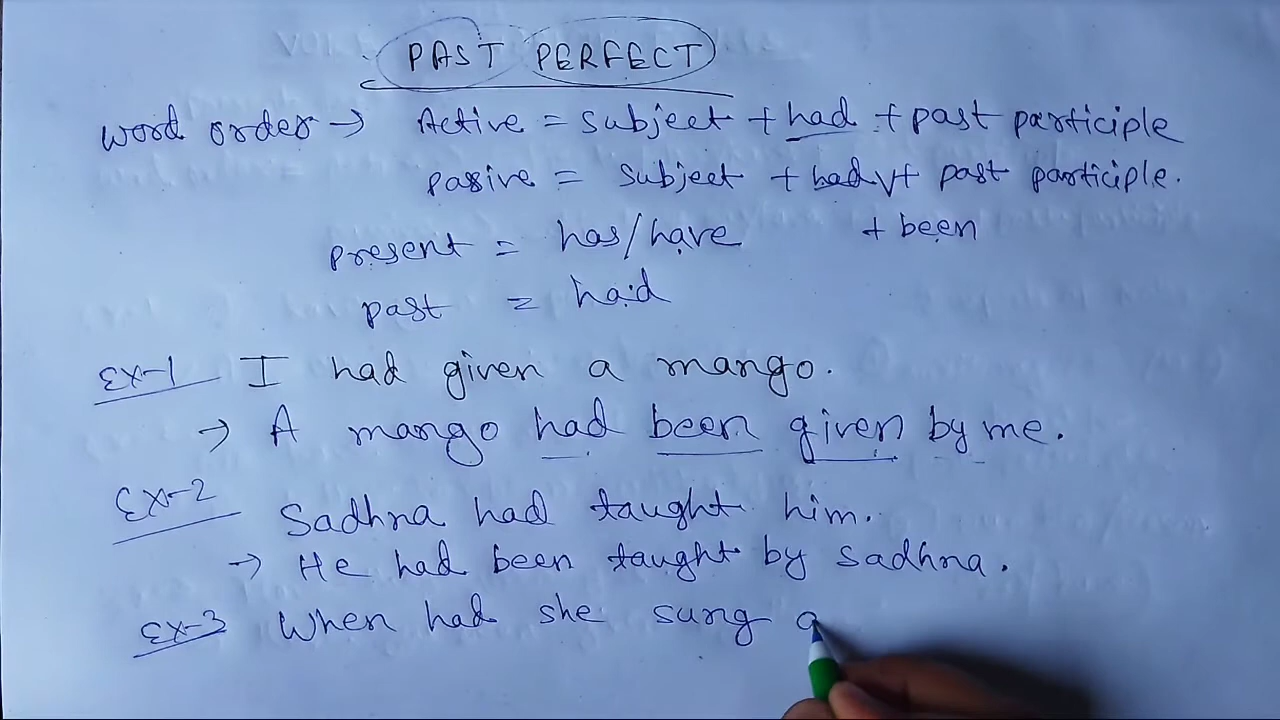 PAST PERFECT
Word order → Active = subject + had + past participle
pasive = subject + had + past participle.
+ been
present = has/have
past = had
Ex-1 I had given a mango.
→ A mango had been given by me.
Ex-2 Sadhna had taught him.
→ He had been taught by Sadhna.
Ex-3 When had she sung a